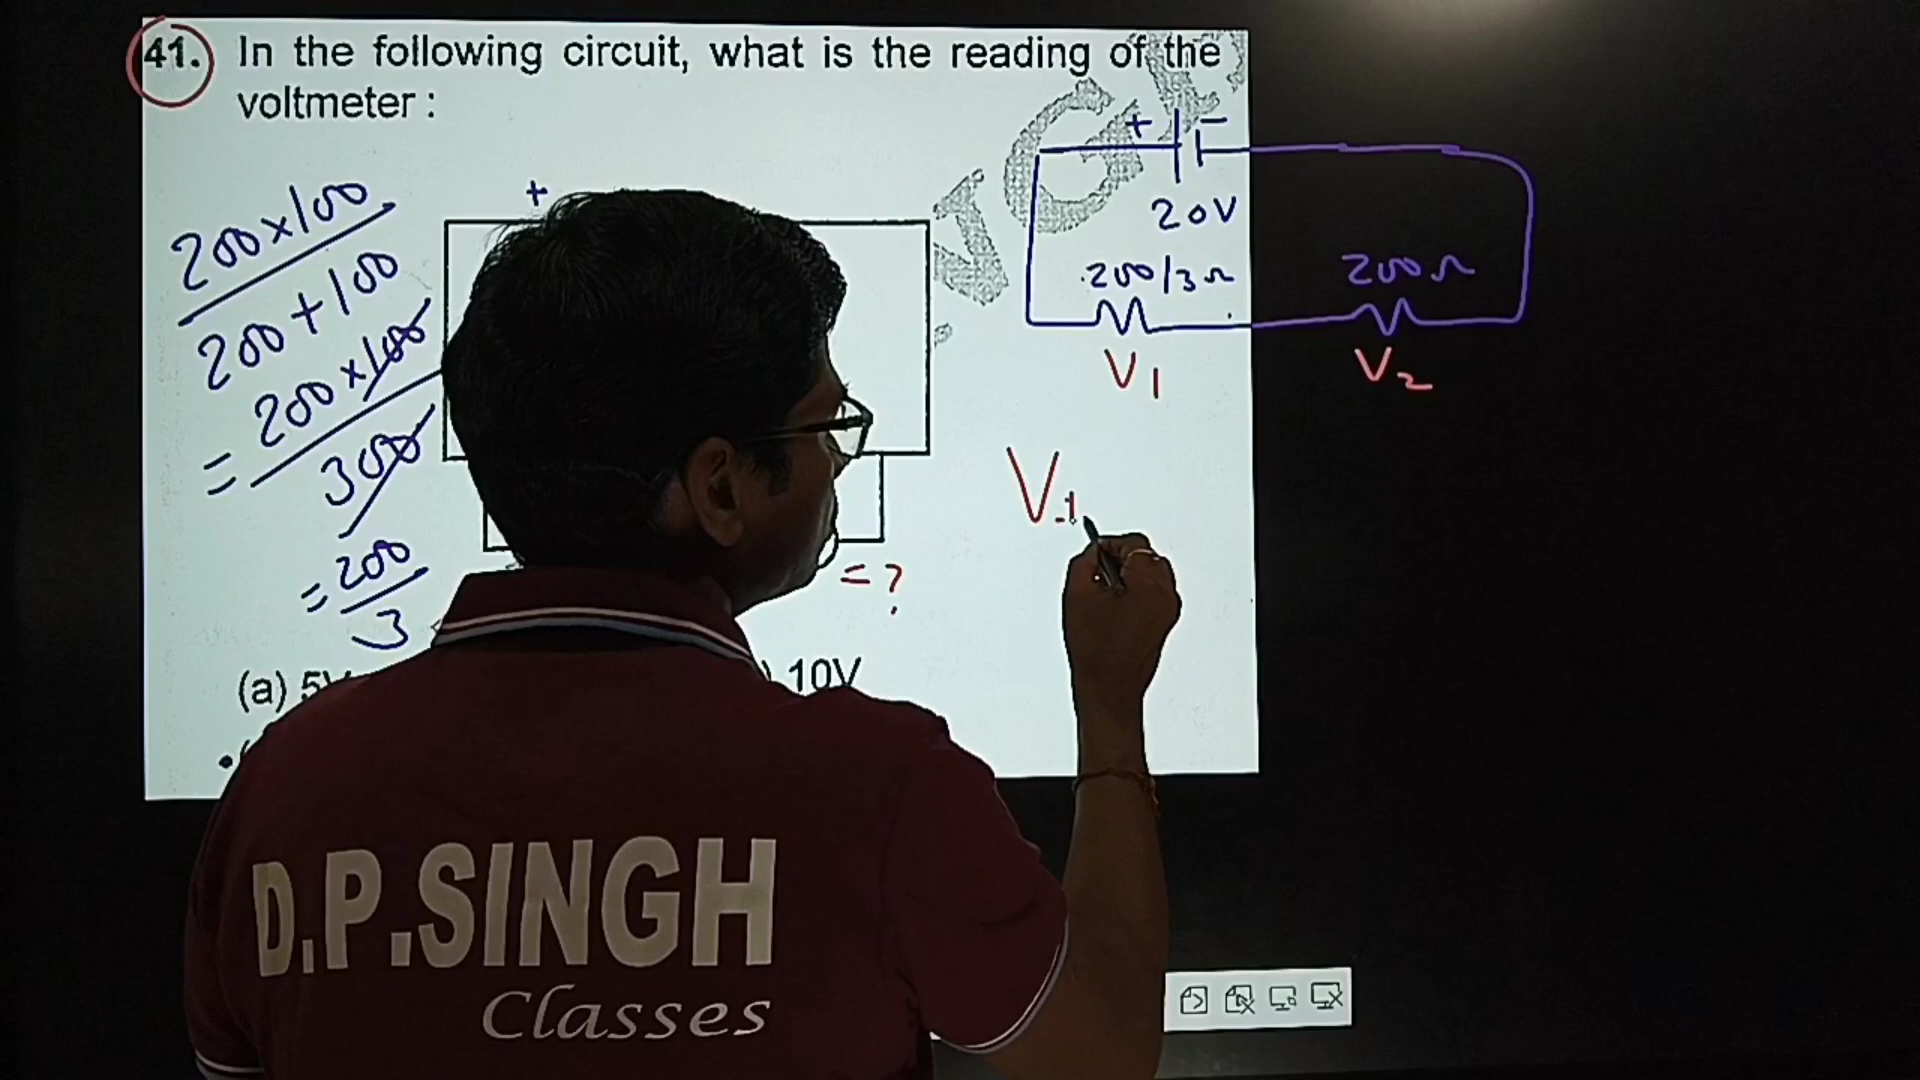 41. In the following circuit, what is the reading of the
voltmeter :
200×100
200+100
= 200×100
300
= 200
3
+
= ?
(a) 5V
10V
+ -
20V
.200/3Ω
200Ω
V1
V2
V1
D.P.SINGH
Classes